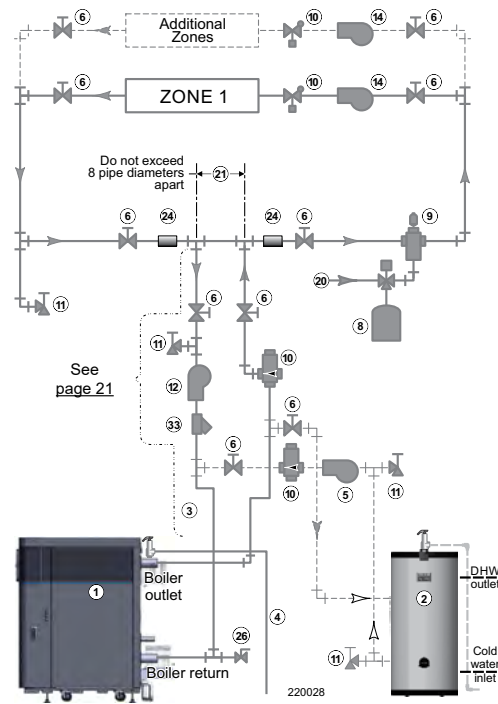 Additional
Zones
6
10
14
6
ZONE 1
6
10
14
6
Do not exceed
8 pipe diameters
apart
21
6
24
24
6
9
20
8
11
6
6
11
10
See
page 21
12
6
33
6
10
5
11
3
1
Boiler
outlet
4
2
DHW
outlet
26
11
Cold
water
inlet
Boiler return
220028